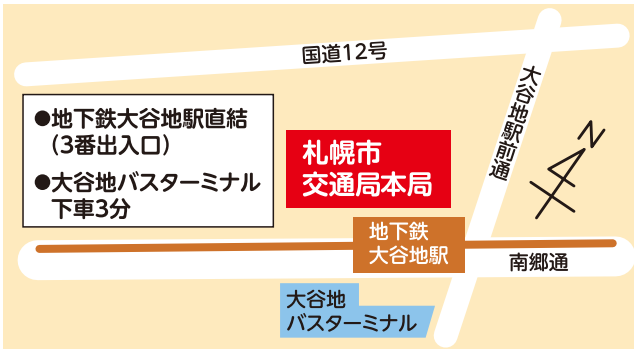 国道12号
大谷地駅前通
N
●地下鉄大谷地駅直結
(3番出入口)
●大谷地バスターミナル
下車3分
札幌市
交通局本局
地下鉄
大谷地駅
南郷通
大谷地
バスターミナル